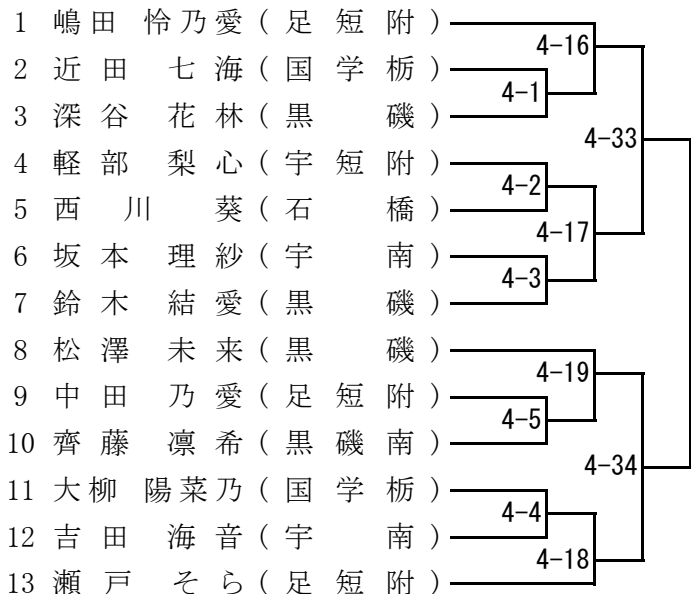 1 嶋田 怜乃愛(足短附)
4-16
2 近田 七海(国学栃)
4-1
3 深谷 花林(黒磯)
4-33
4 軽部 梨心(宇短附)
4-2
5 西川 葵(石橋)
4-17
6 坂本 理紗(宇南)
4-3
7 鈴木 結愛(黒磯)
8 松澤 未来(黒磯)
4-19
9 中田 乃愛(足短附)
4-5
10 齊藤 凛希(黒磯南)
4-34
11 大柳 陽菜乃(国学栃)
4-4
12 吉田 海音(宇南)
4-18
13 瀬戸 そら(足短附)